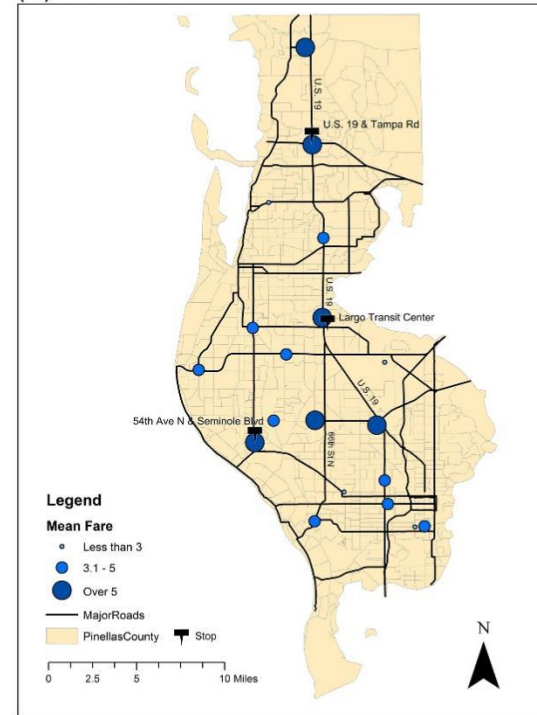 U.S. 19
U.S. 19 & Tampa Rd
U.S. 19
Largo Transit Center
U.S. 19
54th Ave N & Seminole Blvd
66th St N
Legend
Mean Fare
Less than 3
3.1 - 5
Over 5
MajorRoads
PinellasCounty
Stop
N
0 2.5 5 10 Miles